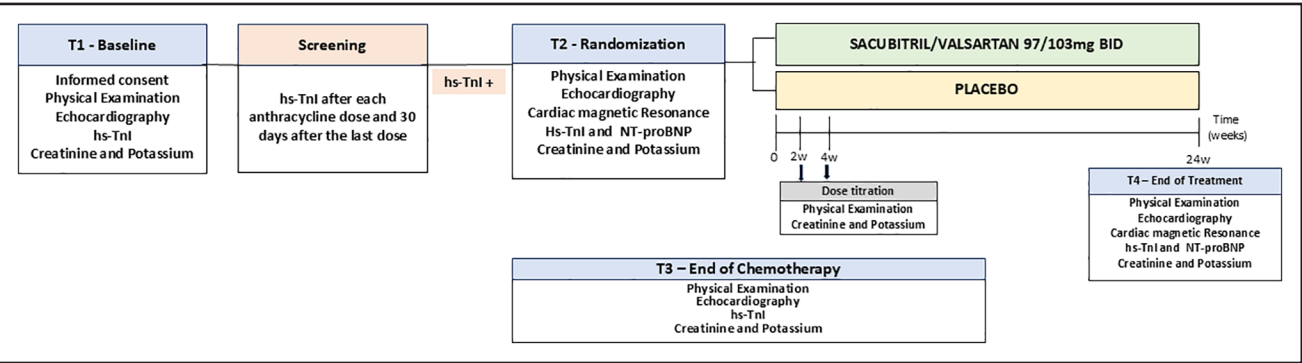 T1 - Baseline
Informed consent
Physical Examination
Echocardiography
hs-TnI
Creatinine and Potassium
Screening
hs-TnI after each
anthracycline dose and 30
days after the last dose
hs-TnI +
T2 - Randomization
Physical Examination
Echocardiography
Cardiac magnetic Resonance
Hs-TnI and NT-proBNP
Creatinine and Potassium
SACUBITRIL/VALSARTAN 97/103mg BID
PLACEBO
Time
(weeks)
0 2w 4w
24w
Dose titration
Physical Examination
Creatinine and Potassium
T4 – End of Treatment
Physical Examination
Echocardiography
Cardiac magnetic Resonance
hs-TnI and NT-proBNP
Creatinine and Potassium
T3 – End of Chemotherapy
Physical Examination
Echocardiography
hs-TnI
Creatinine and Potassium